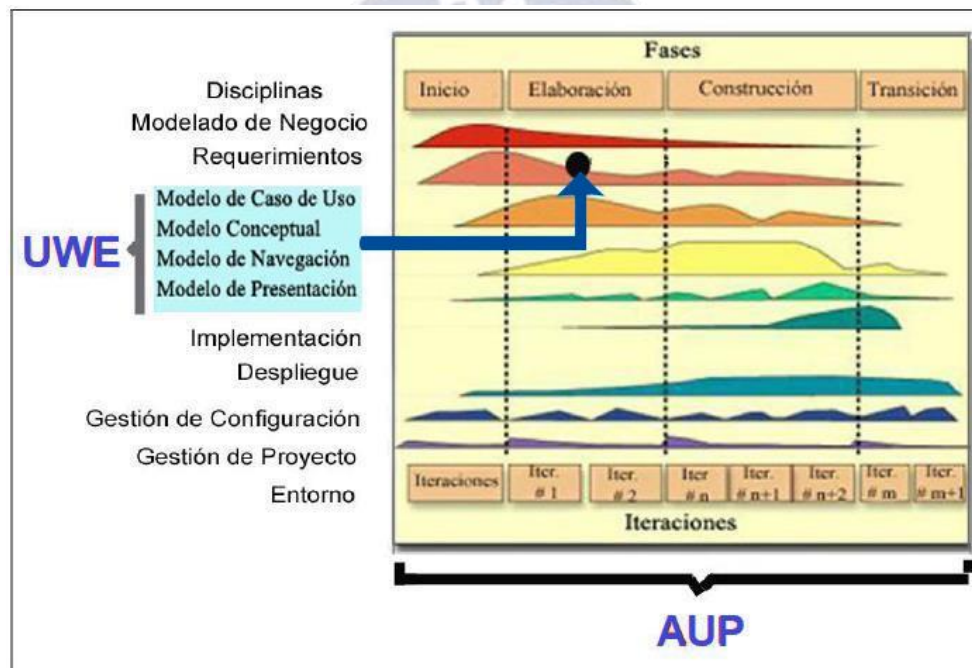 Fases
Disciplinas
Inicio
Elaboración
Construcción
Transición
Modelado de Negocio
Requerimientos
UWE
Modelo de Caso de Uso
Modelo Conceptual
Modelo de Navegación
Modelo de Presentación
Implementación
Despliegue
Gestión de Configuración
Gestión de Proyecto
Entorno
Iteraciones
Iter.
# 1
Iter.
# 2
Iter
# n
Iter.
# n+1
Iter.
# n+2
Iter.
# m
Iter.
# m+1
Iteraciones
AUP